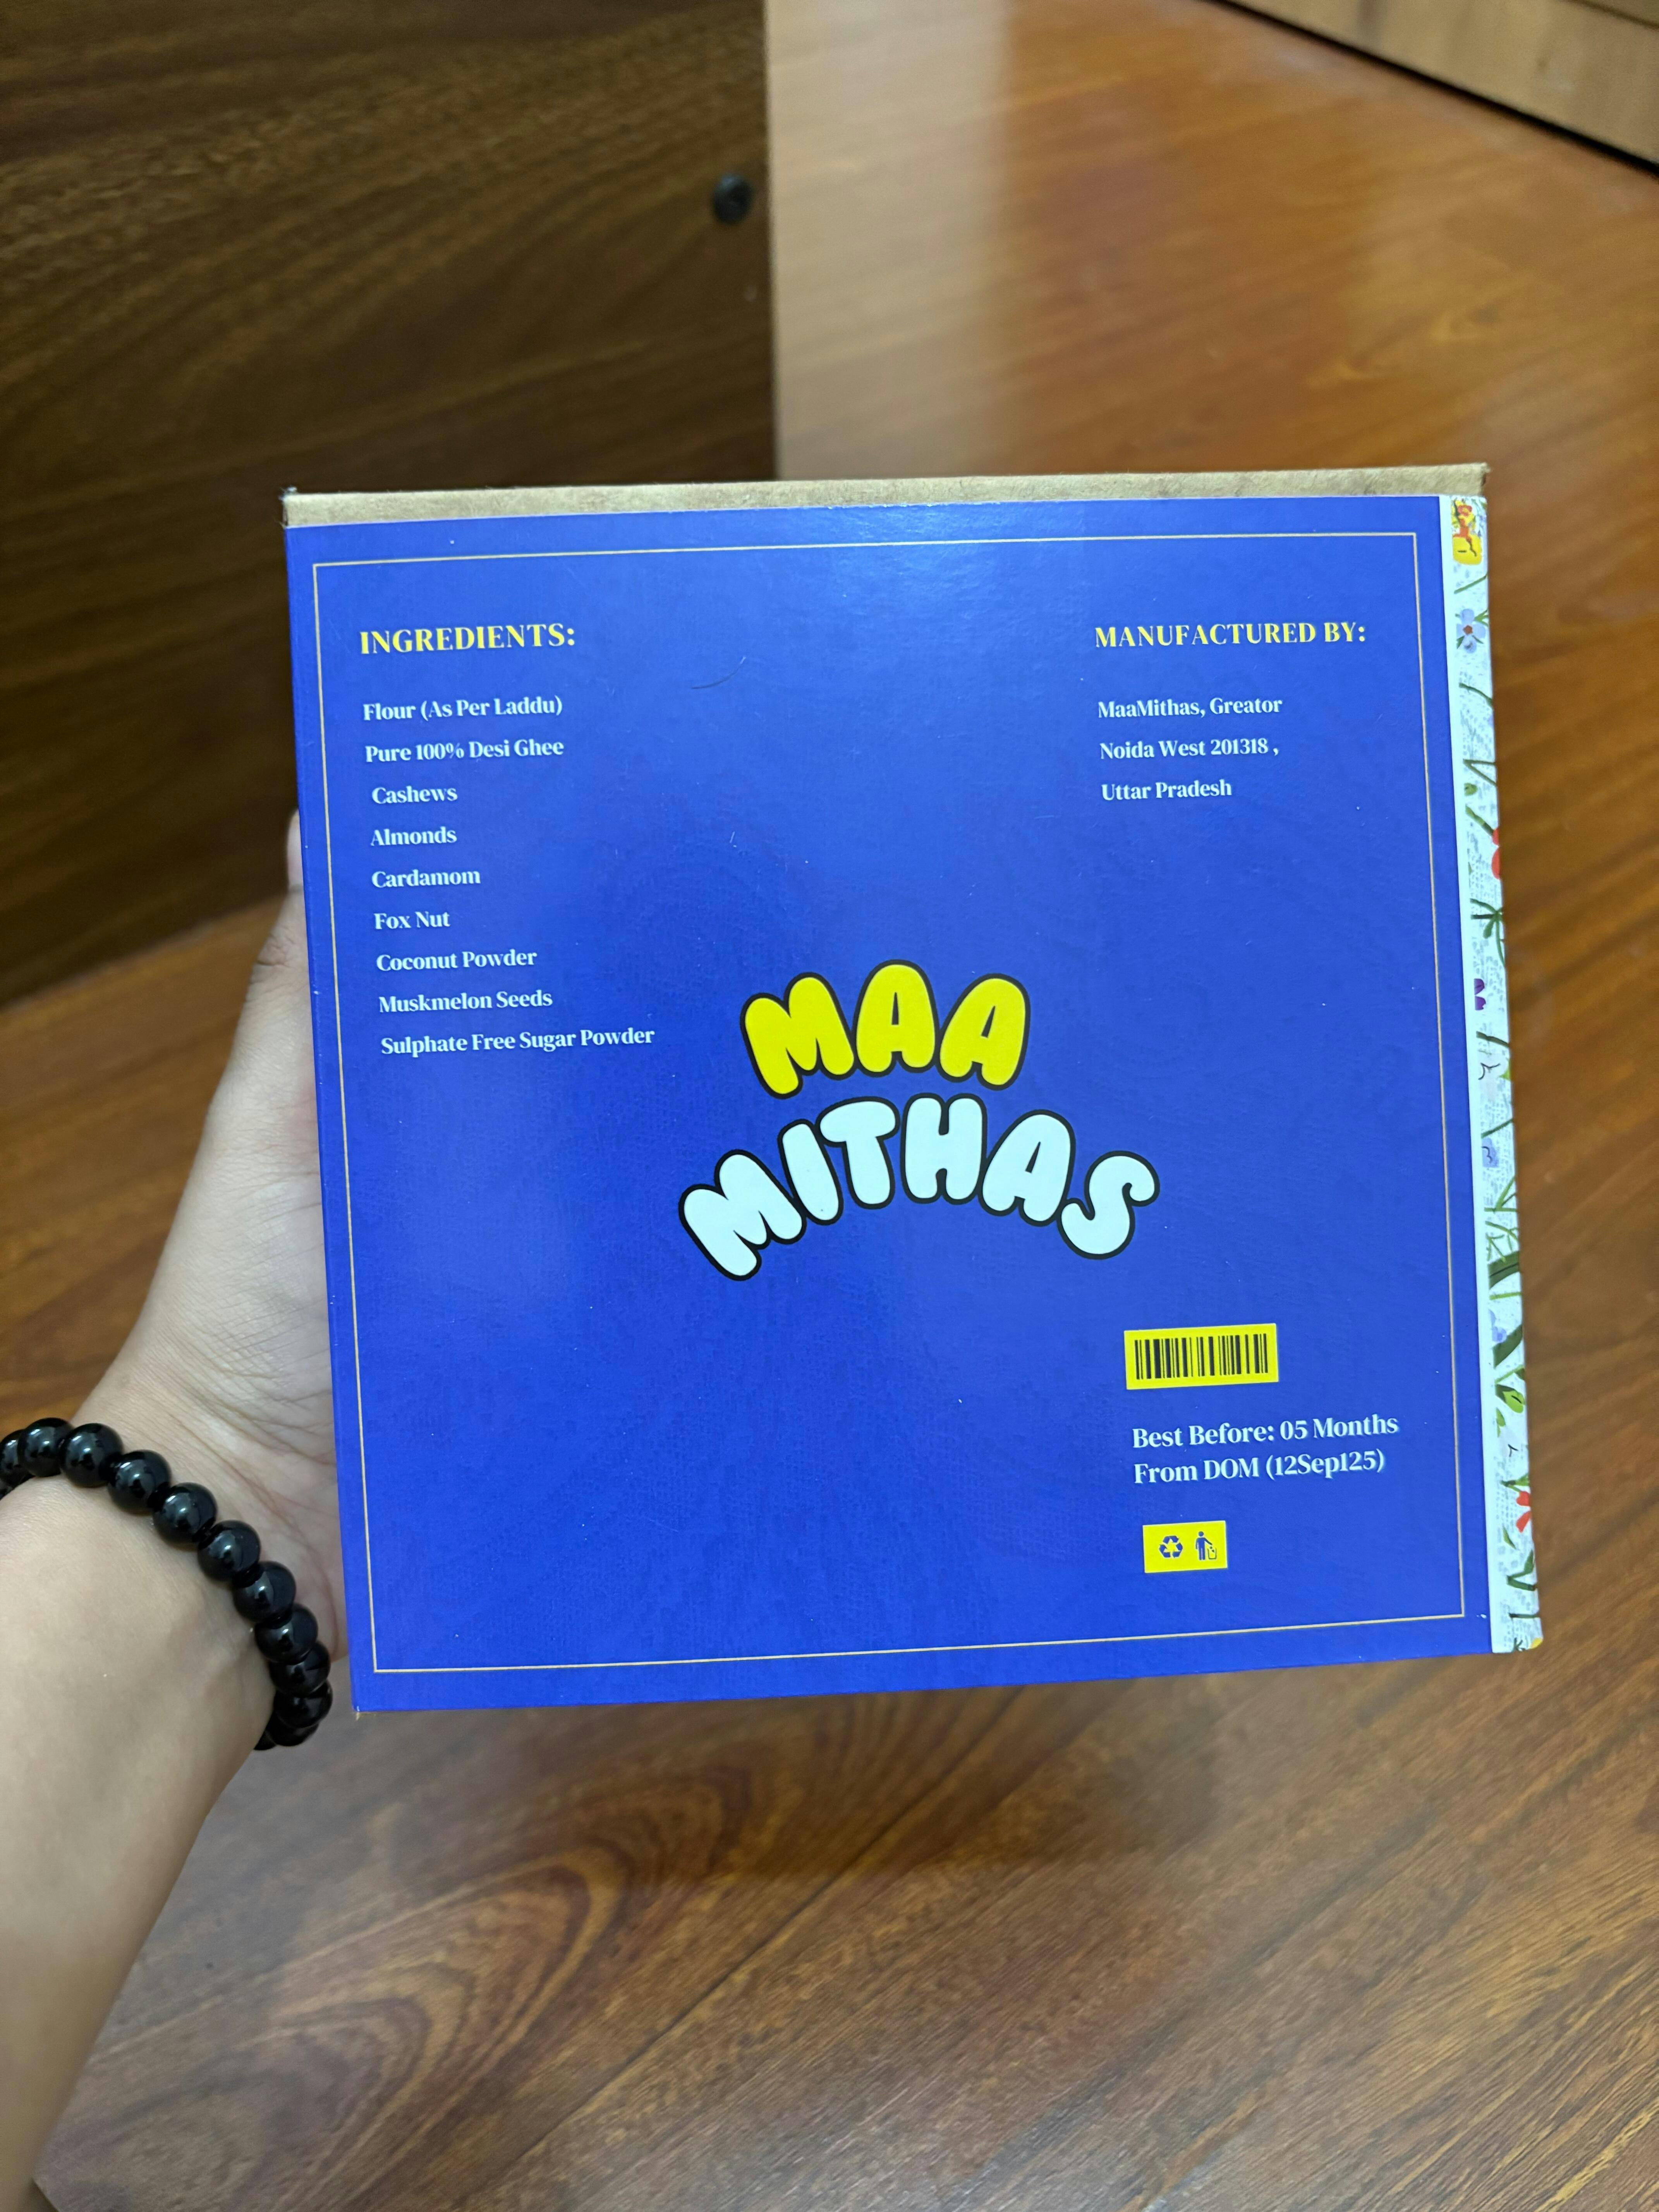 INGREDIENTS:
Flour (As Per Laddu)
Pure 100% Desi Ghee
Cashews
Almonds
Cardamom
Fox Nut
Coconut Powder
Muskmelon Seeds
Sulphate Free Sugar Powder
MANUFACTURED BY:
MaaMithas, Greator
Noida West 201318 ,
Uttar Pradesh
MAA
MITHAS
Best Before: 05 Months
From DOM (12Sep125)